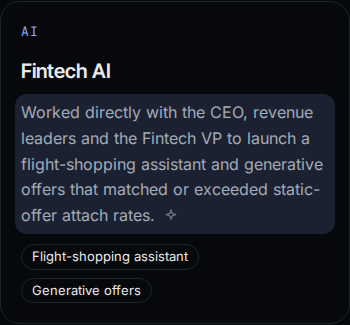 AI
Fintech AI
Worked directly with the CEO, revenue
leaders and the Fintech VP to launch a
flight-shopping assistant and generative
offers that matched or exceeded static-
offer attach rates.
Flight-shopping assistant
Generative offers